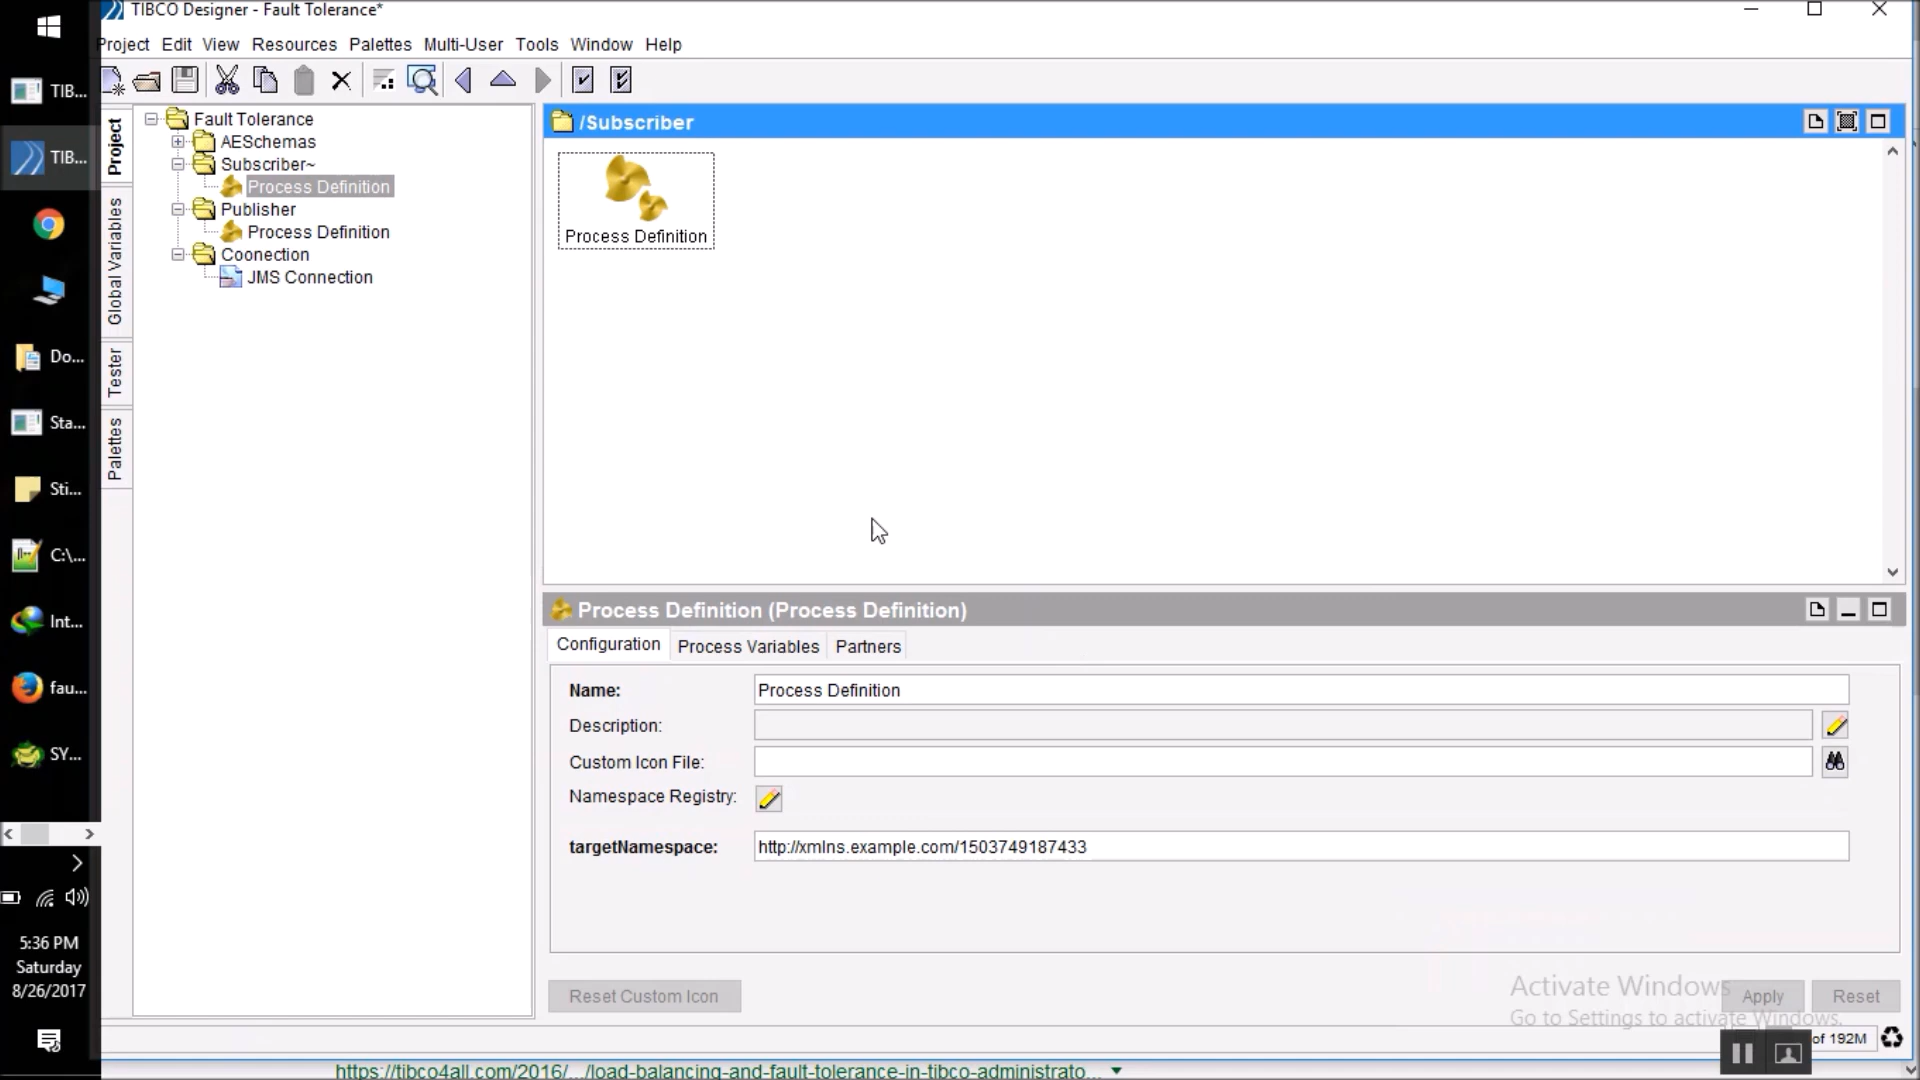 TIBCO Designer - Fault Tolerance*
Project Edit View Resources Palettes Multi-User Tools Window Help
TIB...
TIB...
Do...
Sta...
Sti...
C:\...
Int...
fau...
SY...
5:36 PM
Saturday
8/26/2017
Project
Global Variables
Tester
Palettes
Fault Tolerance
AESchemas
Subscriber~
Process Definition
Publisher
Process Definition
Coonection
JMS Connection
/Subscriber
Process Definition
Process Definition (Process Definition)
Configuration Process Variables Partners
Name: Process Definition
Description:
Custom Icon File:
Namespace Registry:
targetNamespace: http://xmlns.example.com/1503749187433
Reset Custom Icon
Apply Reset
Activate Windows
Go to Settings to activate Windows.
of 192M
https://tibco4all.com/2016/.../load-balancing-and-fault-tolerance-in-tibco-administrato...